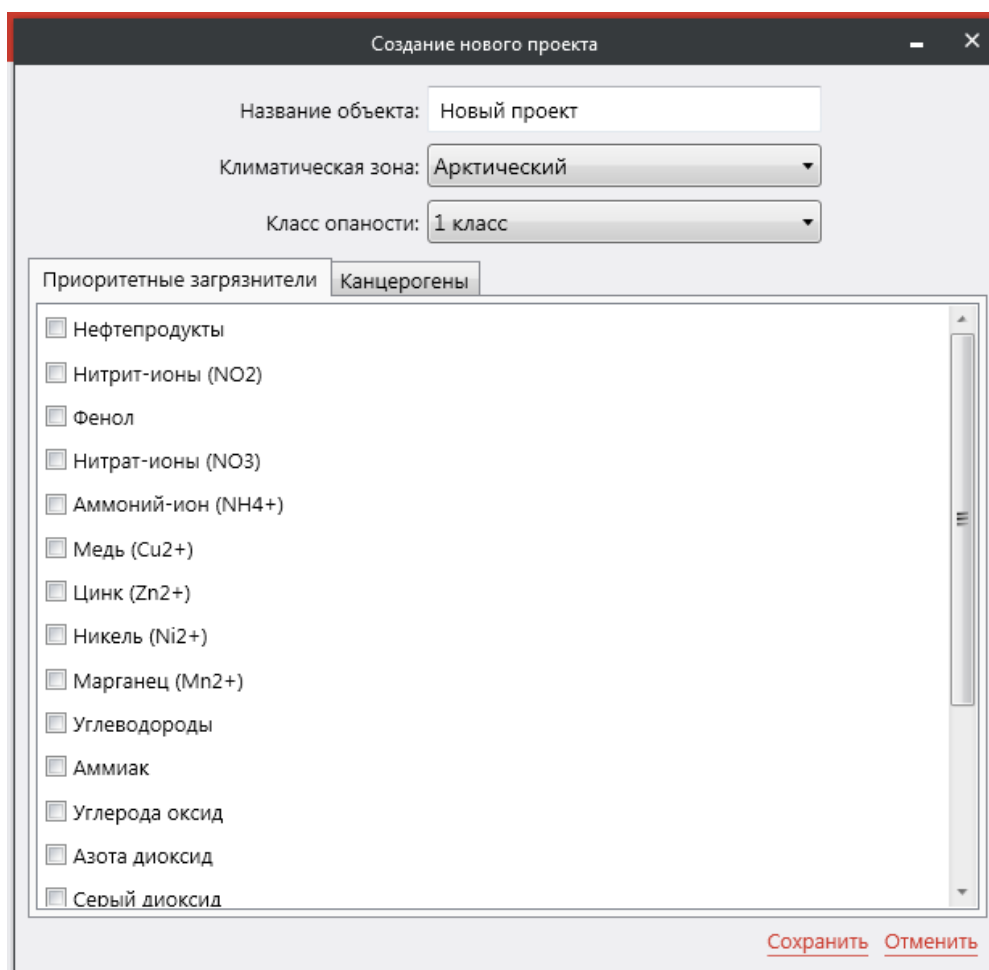 Создание нового проекта
Название объекта: Новый проект
Климатическая зона: Арктический
Класс опаности: 1 класс
Приоритетные загрязнители Канцерогены
Нефтепродукты
Нитрит-ионы (NO2)
Фенол
Нитрат-ионы (NO3)
Аммоний-ион (NH4+)
Медь (Cu2+)
Цинк (Zn2+)
Никель (Ni2+)
Марганец (Mn2+)
Углеводороды
Аммиак
Углерода оксид
Азота диоксид
Серый диоксид
Сохранить Отменить